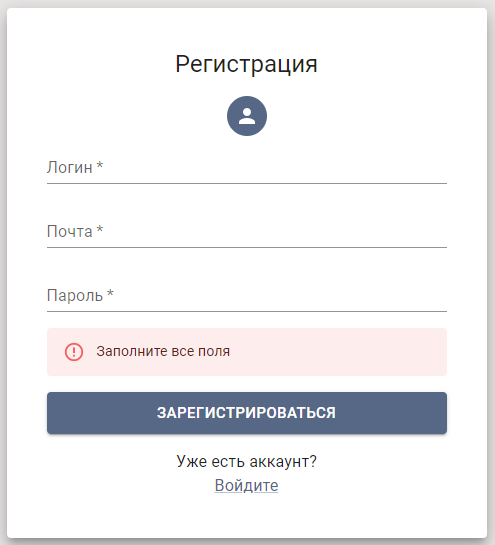 Регистрация
Логин *
Почта *
Пароль *
Заполните все поля
ЗАРЕГИСТРИРОВАТЬСЯ
Уже есть аккаунт?
Войдите